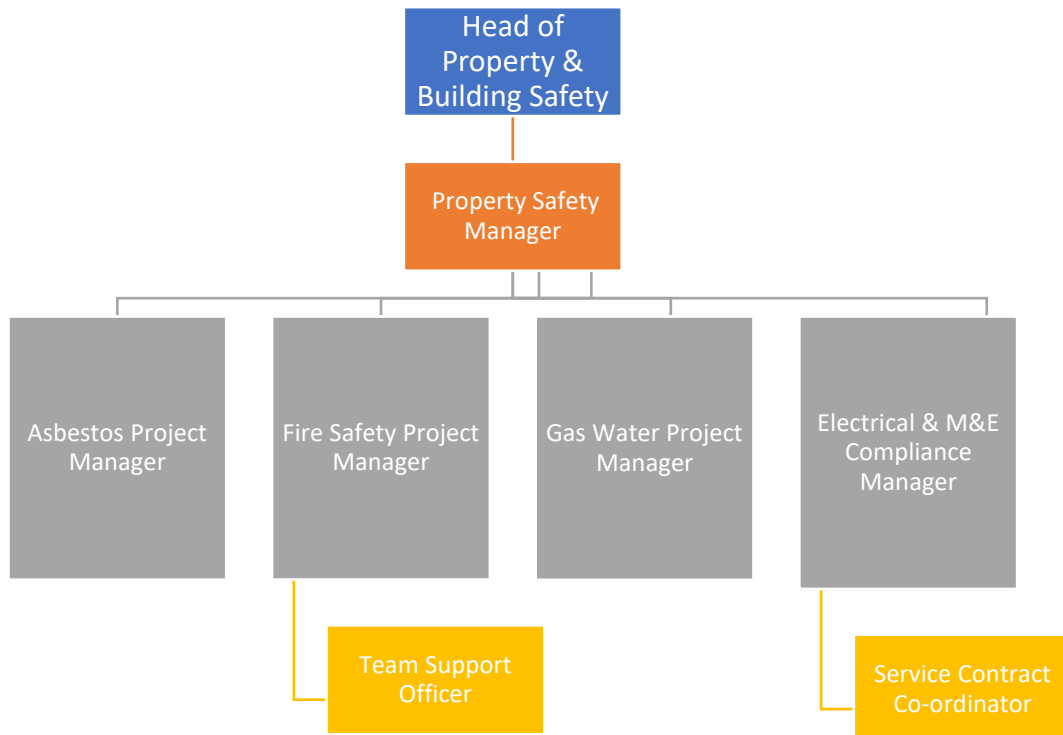 Head of
Property &
Building Safety
Property Safety
Manager
Asbestos Project
Manager
Fire Safety Project
Manager
Gas Water Project
Manager
Electrical & M&E
Compliance
Manager
Team Support
Officer
Service Contract
Co-ordinator